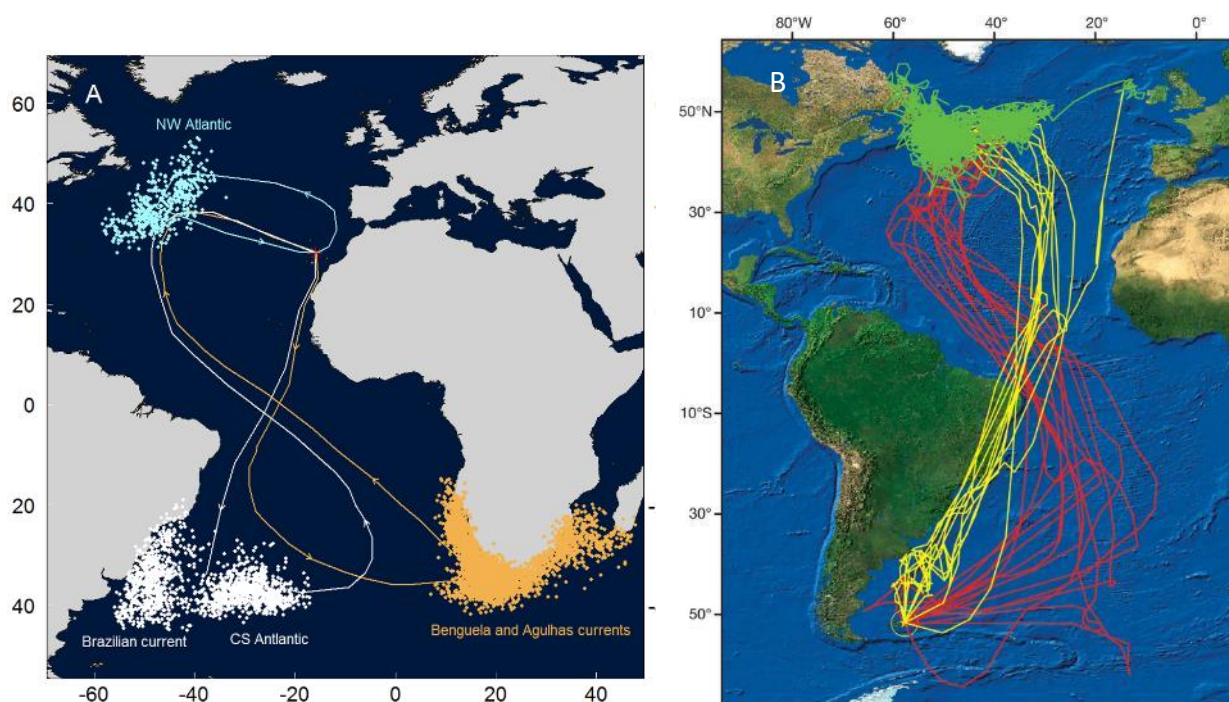 A
NW Atlantic
Brazilian current
CS Antlantic
Benguela and Agulhas currents
60
40
20
0
20
40
-60 -40 -20 0 20 40
B
80°W 60° 40° 20° 0°
50°N
30°
10°
10°S
30°
50°